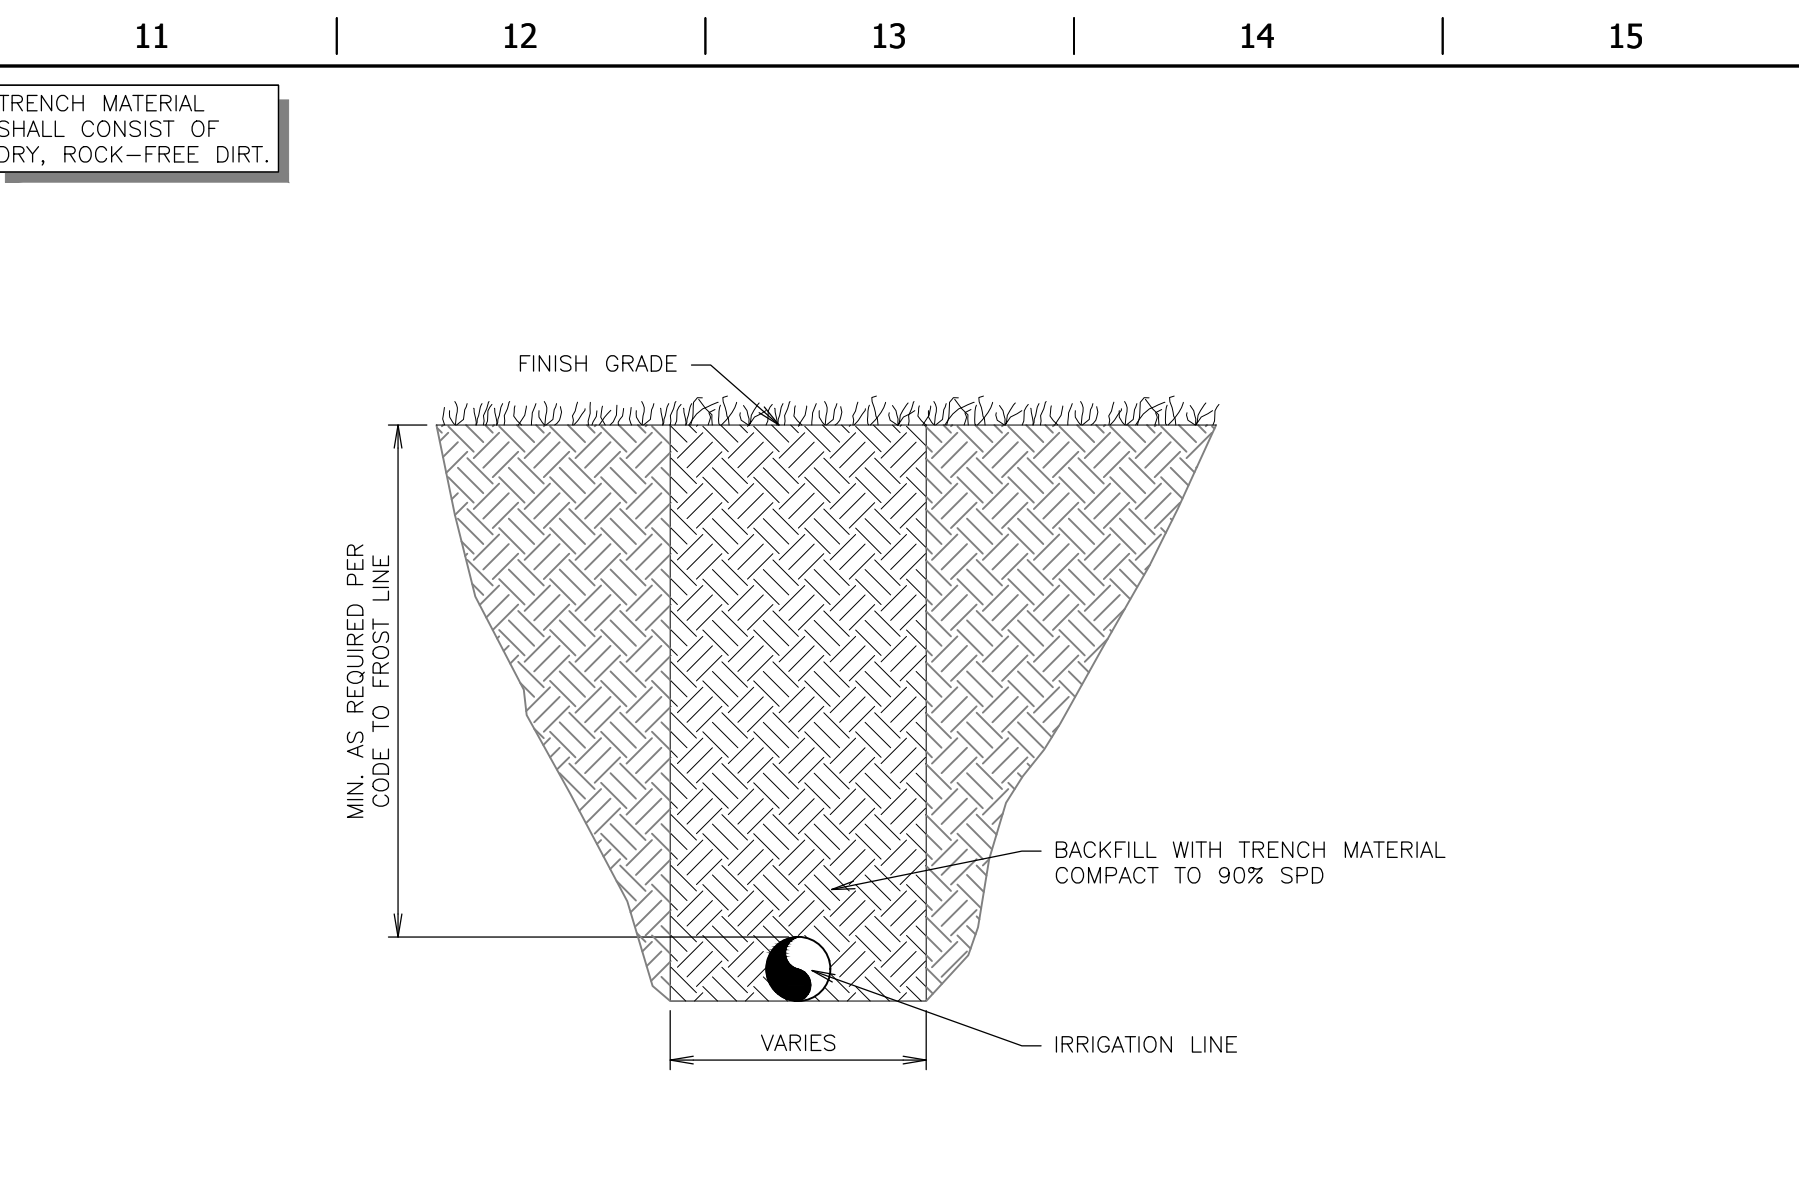 11 | 12 | 13 | 14 | 15
TRENCH MATERIAL
SHALL CONSIST OF
DRY, ROCK-FREE DIRT.
FINISH GRADE
MIN. AS REQUIRED PER
CODE TO FROST LINE
BACKFILL WITH TRENCH MATERIAL
COMPACT TO 90% SPD
VARIES
IRRIGATION LINE